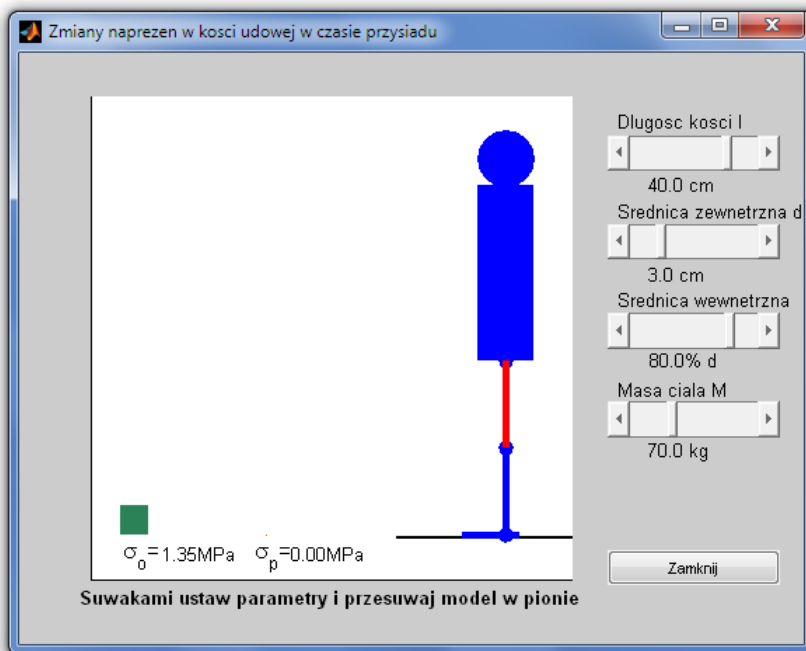 Zmiany naprezen w kosci udowej w czasie przysiadu
Dlugosc kosci l
40.0 cm
Srednica zewnetrzna d
3.0 cm
Srednica wewnetrzna
80.0% d
Masa ciala M
70.0 kg
σo=1.35MPa σp=0.00MPa
Zamknij
Suwakami ustaw parametry i przesuwaj model w pionie